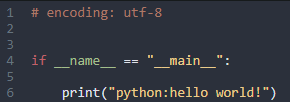 1 # encoding: utf-8
2
3
4 if __name__ == "__main__":
5
6     print("python:hello world!")